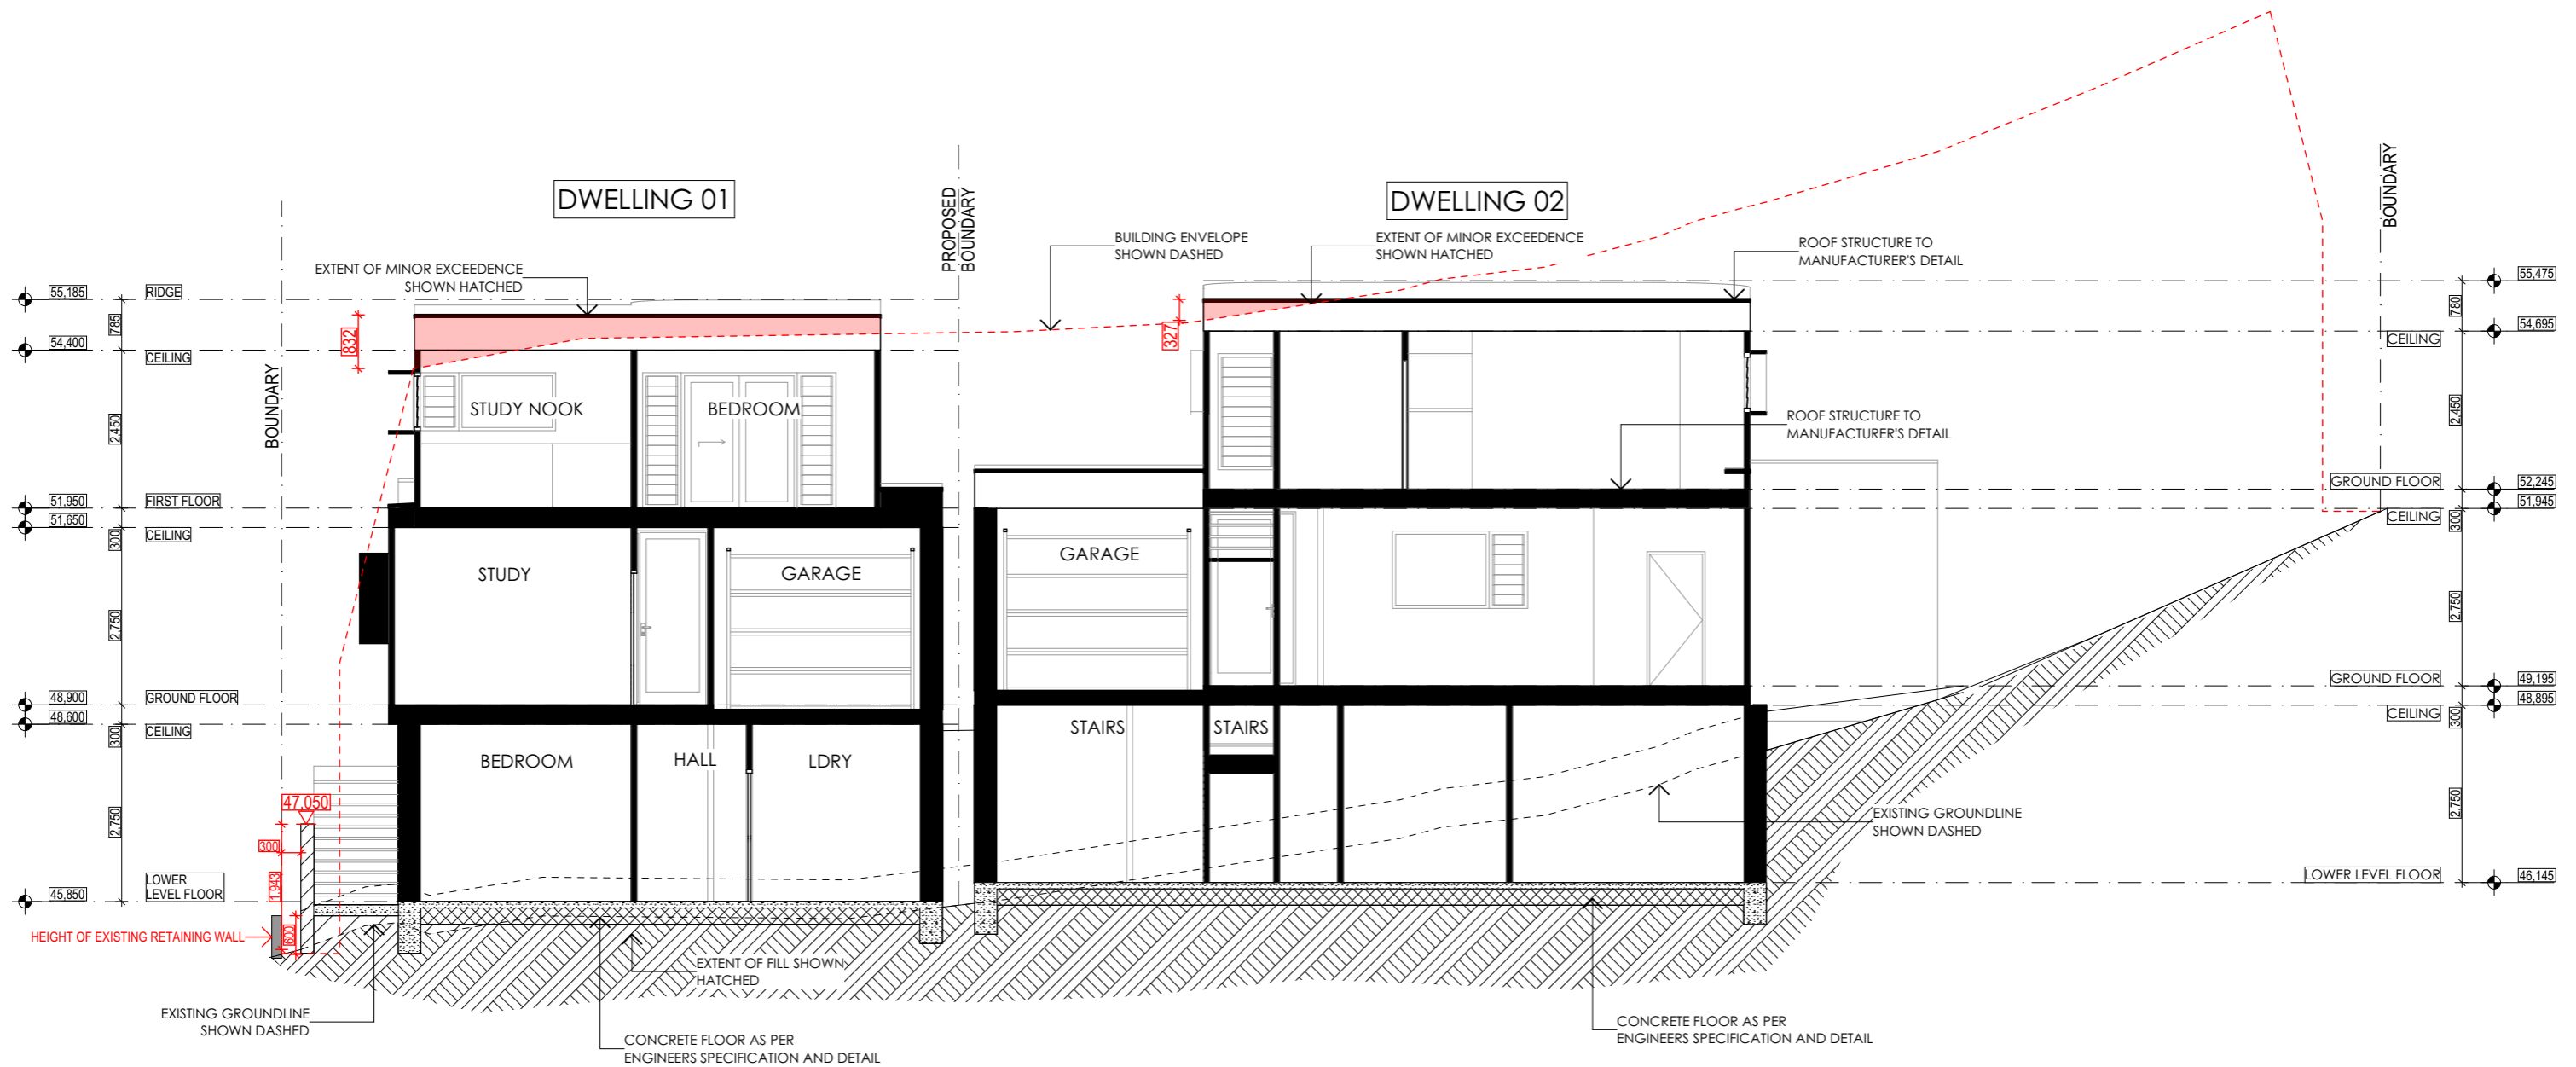 DWELLING 01
DWELLING 02
BOUNDARY
PROPOSED
BOUNDARY
BOUNDARY
BUILDING ENVELOPE
SHOWN DASHED
EXTENT OF MINOR EXCEEDENCE
SHOWN HATCHED
ROOF STRUCTURE TO
MANUFACTURER'S DETAIL
EXTENT OF MINOR EXCEEDENCE
SHOWN HATCHED
55,185
RIDGE
785
54,400
CEILING
2,450
51,950
FIRST FLOOR
51,650
CEILING
300
2,750
48,900
GROUND FLOOR
48,600
CEILING
300
2,750
45,850
LOWER
LEVEL FLOOR
832
327
STUDY NOOK
BEDROOM
STUDY
GARAGE
BEDROOM
HALL
LDRY
GARAGE
STAIRS
STAIRS
ROOF STRUCTURE TO
MANUFACTURER'S DETAIL
55,475
780
54,695
CEILING
2,450
GROUND FLOOR
52,245
51,945
CEILING
300
2,750
GROUND FLOOR
49,195
48,895
CEILING
300
2,750
LOWER LEVEL FLOOR
46,145
47,050
300
1,943
600
HEIGHT OF EXISTING RETAINING WALL
EXISTING GROUNDLINE
SHOWN DASHED
EXTENT OF FILL SHOWN
HATCHED
EXISTING GROUNDLINE
SHOWN DASHED
CONCRETE FLOOR AS PER
ENGINEERS SPECIFICATION AND DETAIL
CONCRETE FLOOR AS PER
ENGINEERS SPECIFICATION AND DETAIL